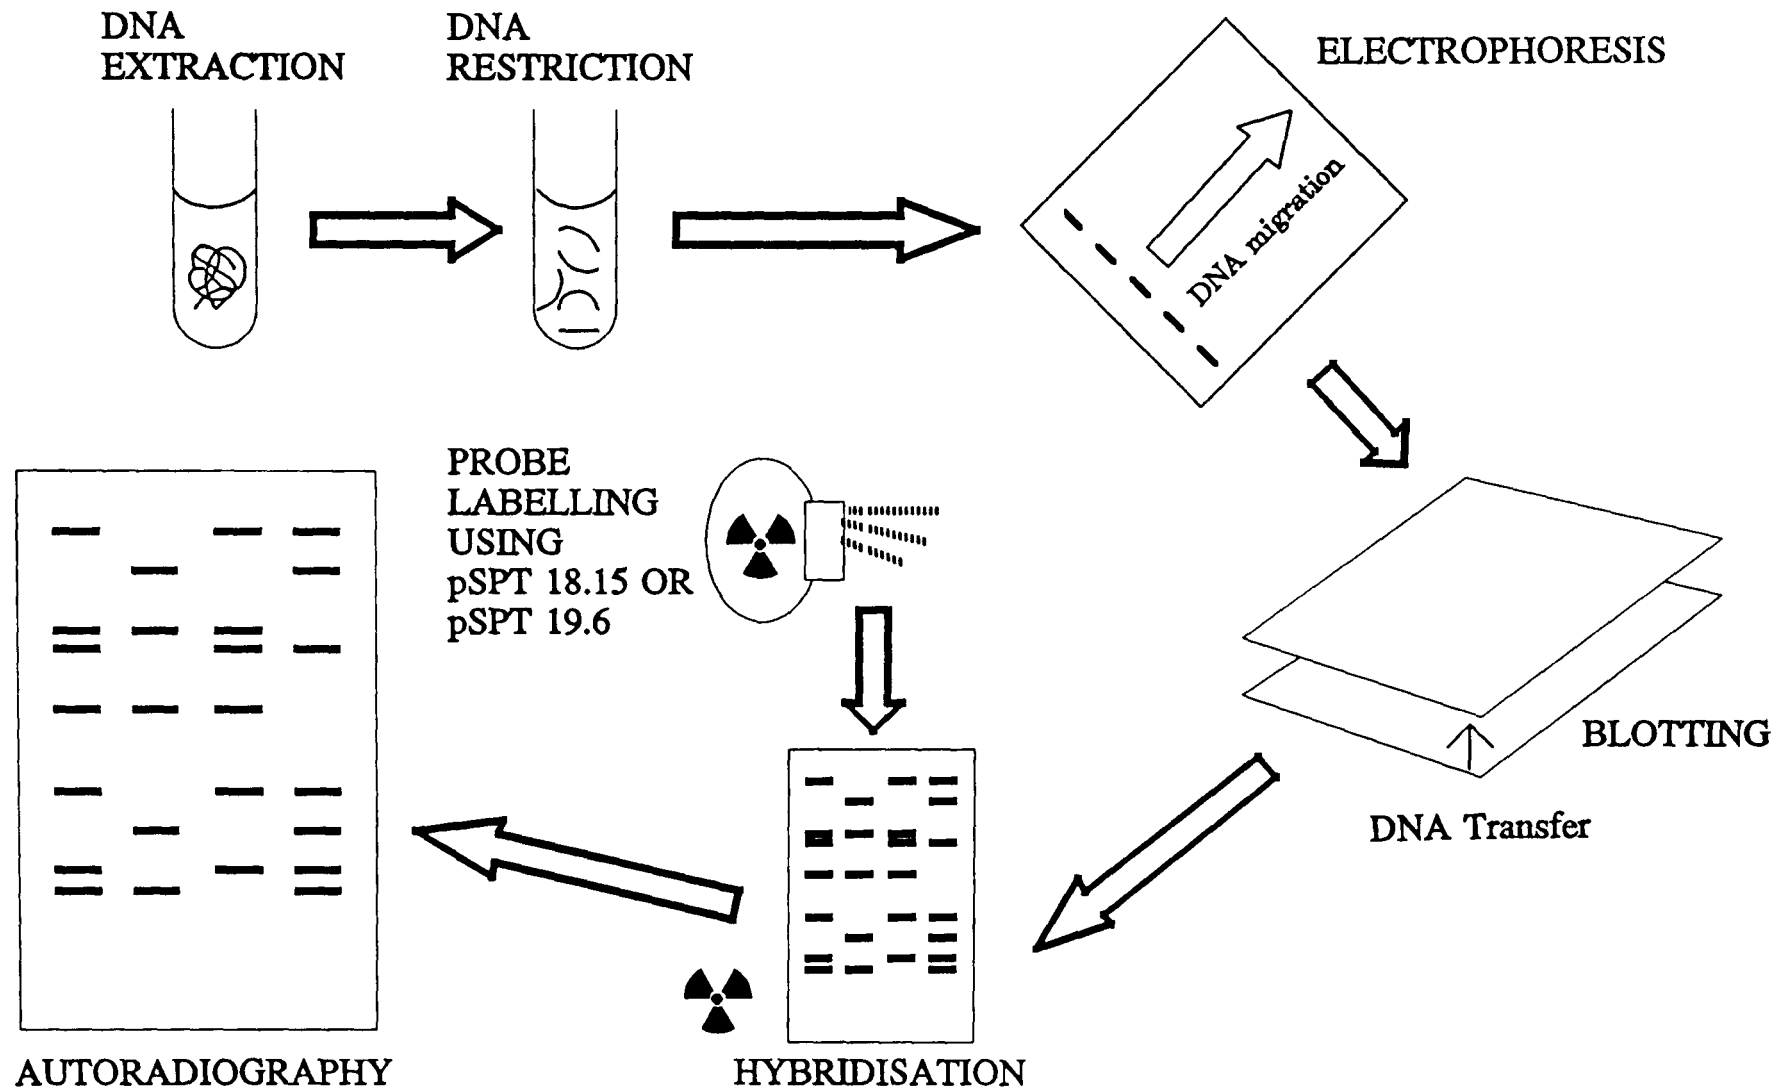 DNA
EXTRACTION
DNA
RESTRICTION
ELECTROPHORESIS
DNA migration
PROBE
LABELLING
USING
pSPT 18.15 OR
pSPT 19.6
BLOTTING
DNA Transfer
AUTORADIOGRAPHY
HYBRIDISATION